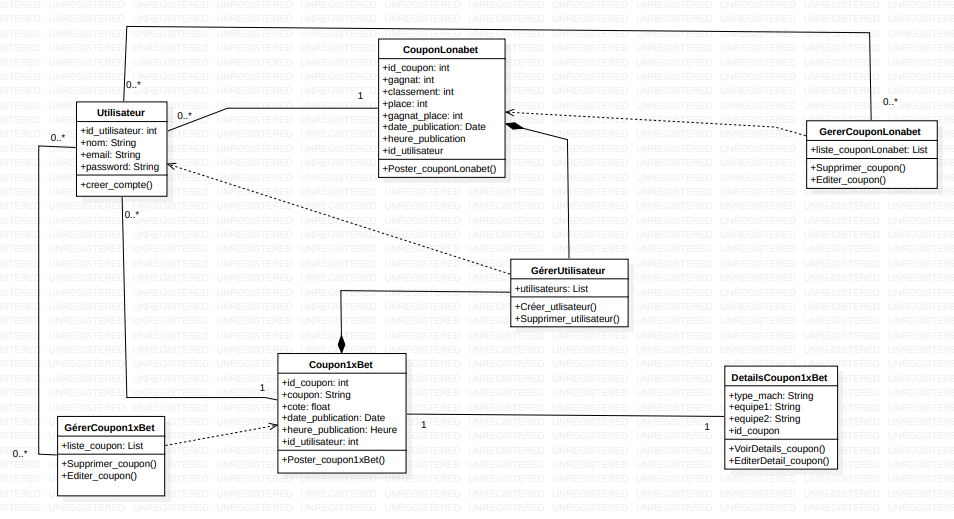 CouponLonabet
+id_coupon: int
+gagnat: int
+classement: int
+place: int
+gagnat_place: int
+date_publication: Date
+heure_publication
+id_utilisateur
+Poster_couponLonabet()
0..*
1
0..*
0..*
0..*
Utilisateur
+id_utilisateur: int
+nom: String
+email: String
+password: String
+creer_compte()
0..*
GererCouponLonabet
+liste_couponLonabet: List
+Supprimer_coupon()
+Editer_coupon()
GérerUtilisateur
+utilisateurs: List
+Créer_utlisateur()
+Supprimer_utilisateur()
Coupon1xBet
+id_coupon: int
+coupon: String
+cote: float
+date_publication: Date
+heure_publication: Heure
+id_utilisateur: int
+Poster_coupon1xBet()
1
1
1
DetailsCoupon1xBet
+type_mach: String
+equipe1: String
+equipe2: String
+id_coupon
+VoirDetails_coupon()
+EditerDetail_coupon()
GérerCoupon1xBet
+liste_coupon: List
+Supprimer_coupon()
+Editer_coupon()
0..*
UNREGISTERED